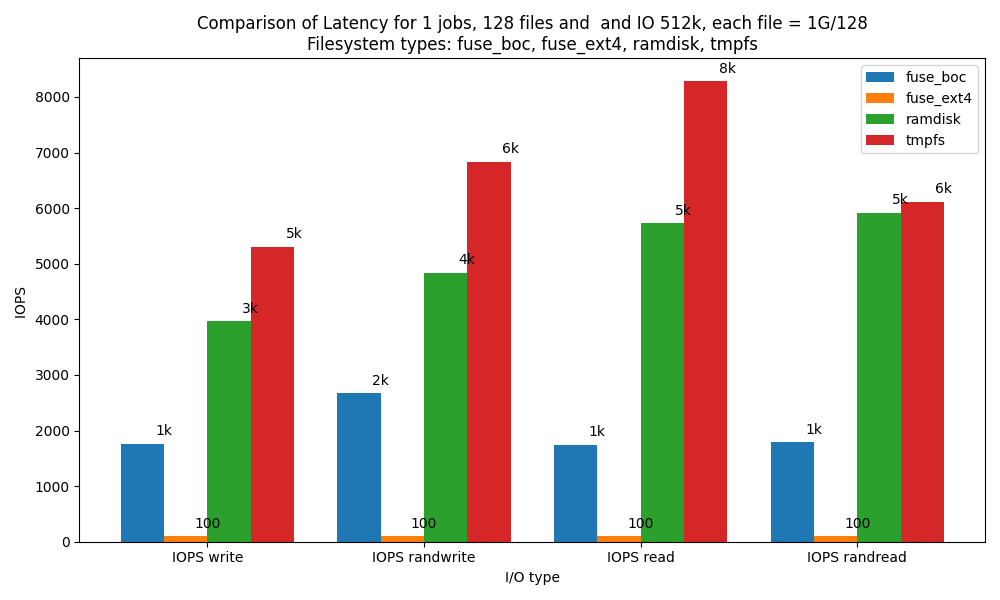 Comparison of Latency for 1 jobs, 128 files and  and IO 512k, each file = 1G/128
Filesystem types: fuse_boc, fuse_ext4, ramdisk, tmpfs
fuse_boc
fuse_ext4
ramdisk
tmpfs
IOPS
8000
7000
6000
5000
4000
3000
2000
1000
0
1k
100
3k
5k
2k
100
4k
6k
1k
100
5k
8k
1k
100
5k
6k
IOPS write
IOPS randwrite
IOPS read
IOPS randread
I/O type